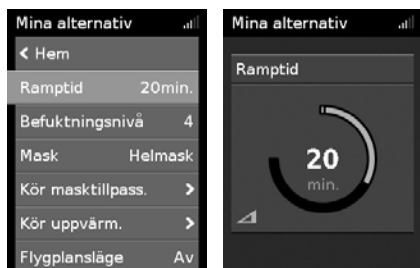 Mina alternativ
Hem
Ramptid 20min.
Befuktningsnivå 4
Mask Helmask
Kör masktillpass.
Kör uppvärm.
Flygplansläge Av
Mina alternativ
Ramptid
20
min.